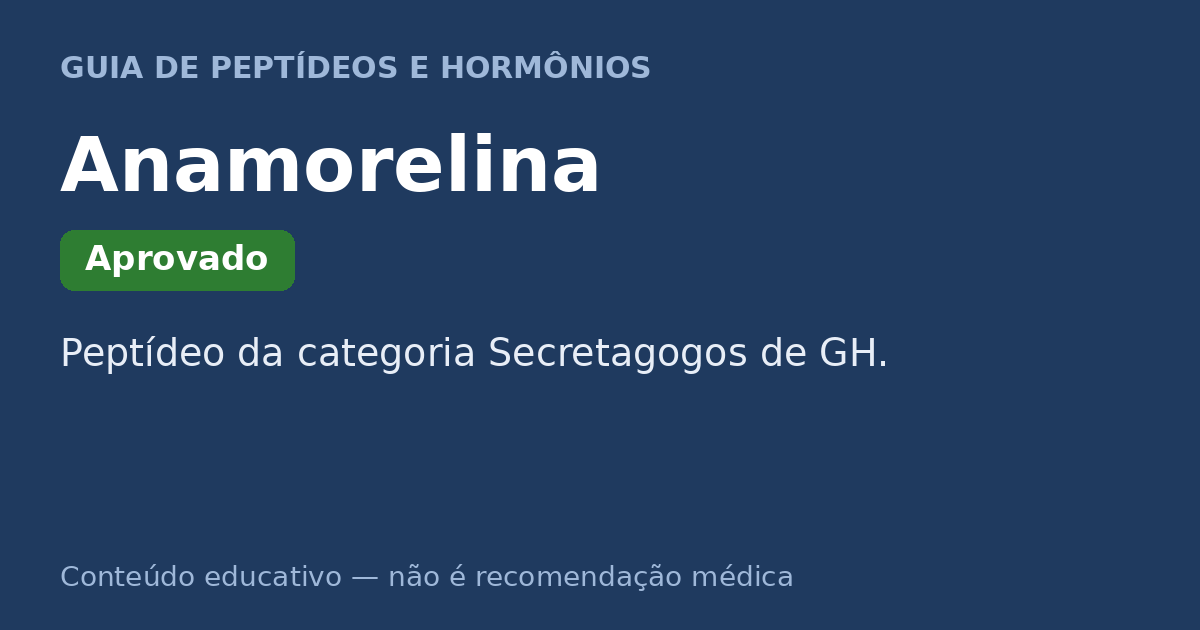 GUIA DE PEPTÍDEOS E HORMÔNIOS
Anamorelina
Aprovado
Peptídeo da categoria Secretagogos de GH.
Conteúdo educativo — não é recomendação médica